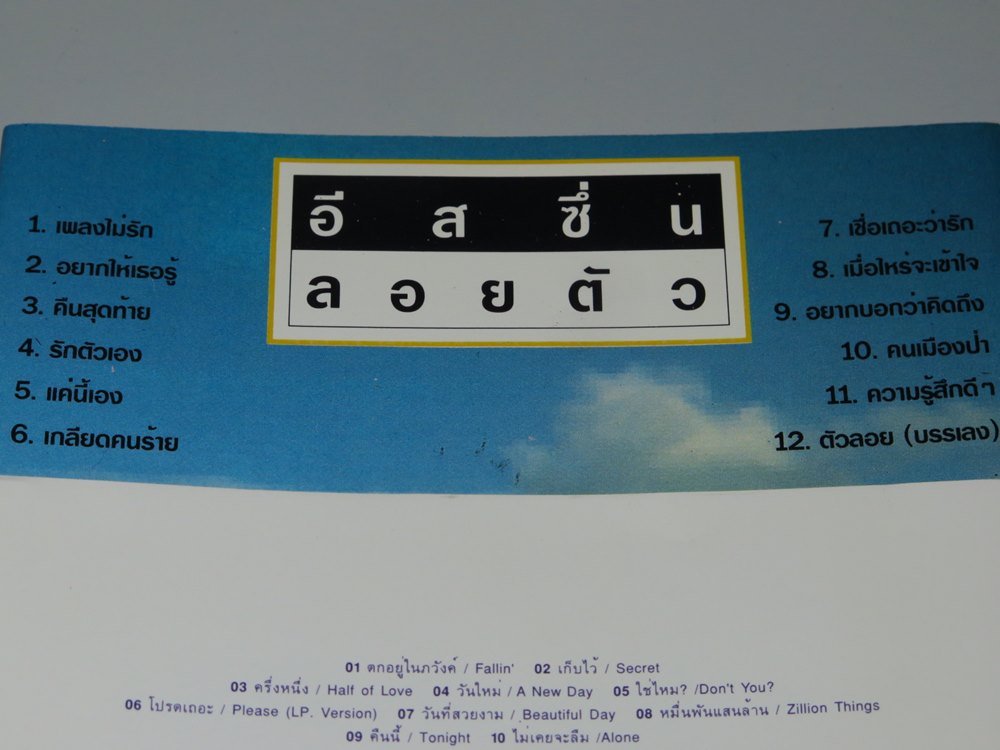 อีสซึ่น
ลอยตัว
1. เพลงไม่รัก
2. อยากให้เธอรู้
3. คืนสุดท้าย
4. รักตัวเอง
5. แค่นี้เอง
6. เกลียดคนร้าย
7. เชื่อเถอะว่ารัก
8. เมื่อไหร่จะเข้าใจ
9. อยากบอกว่าคิดถึง
10. คนเมืองป่า
11. ความรู้สึกดี ๆ
12. ตัวลอย (บรรเลง)
01 ตกอยู่ในภวังค์ / Fallin' 02 เก็บไว้ / Secret
03 ครึ่งหนึ่ง / Half of Love 04 วันใหม่ / A New Day 05 ใช่ไหม? /Don't You?
06 โปรดเถอะ / Please (LP. Version) 07 วันที่สวยงาม / Beautiful Day 08 หมื่นพันแสนล้าน / Zillion Things
09 คืนนี้ / Tonight 10 ไม่เคยจะลืม /Alone